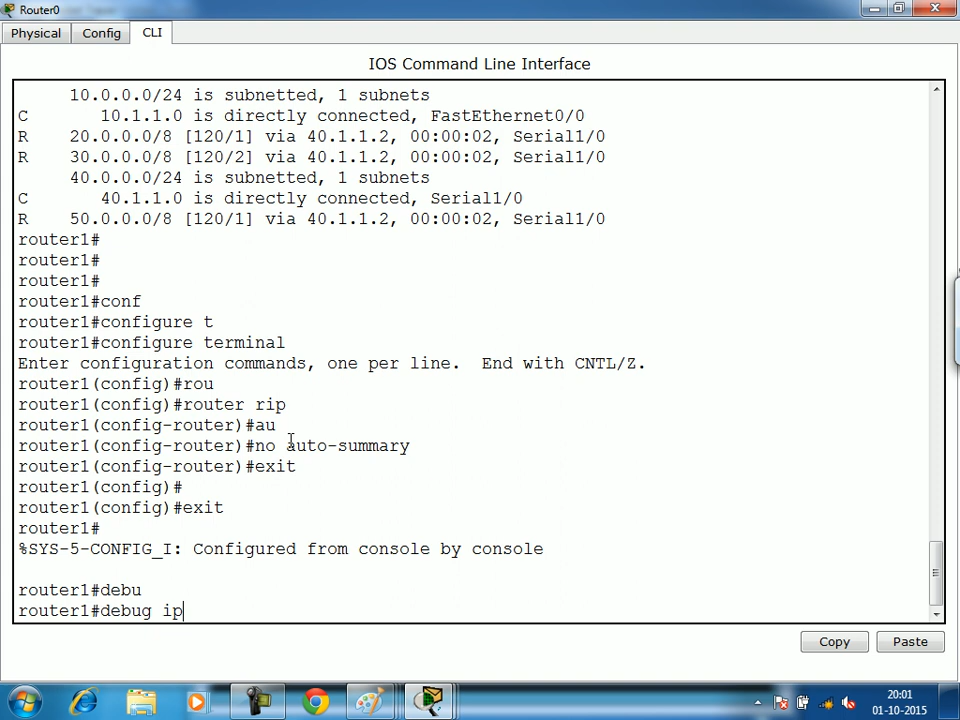 Router0
Physical Config CLI
IOS Command Line Interface
10.0.0.0/24 is subnetted, 1 subnets
C 10.1.1.0 is directly connected, FastEthernet0/0
R 20.0.0.0/8 [120/1] via 40.1.1.2, 00:00:02, Serial1/0
R 30.0.0.0/8 [120/2] via 40.1.1.2, 00:00:02, Serial1/0
40.0.0.0/24 is subnetted, 1 subnets
C 40.1.1.0 is directly connected, Serial1/0
R 50.0.0.0/8 [120/1] via 40.1.1.2, 00:00:02, Serial1/0
router1#
router1#
router1#
router1#conf
router1#configure t
router1#configure terminal
Enter configuration commands, one per line. End with CNTL/Z.
router1(config)#rou
router1(config)#router rip
router1(config-router)#au
router1(config-router)#no auto-summary
router1(config-router)#exit
router1(config)#
router1(config)#exit
router1#
%SYS-5-CONFIG_I: Configured from console by console
router1#debu
router1#debug ip
Copy Paste
20:01
01-10-2015